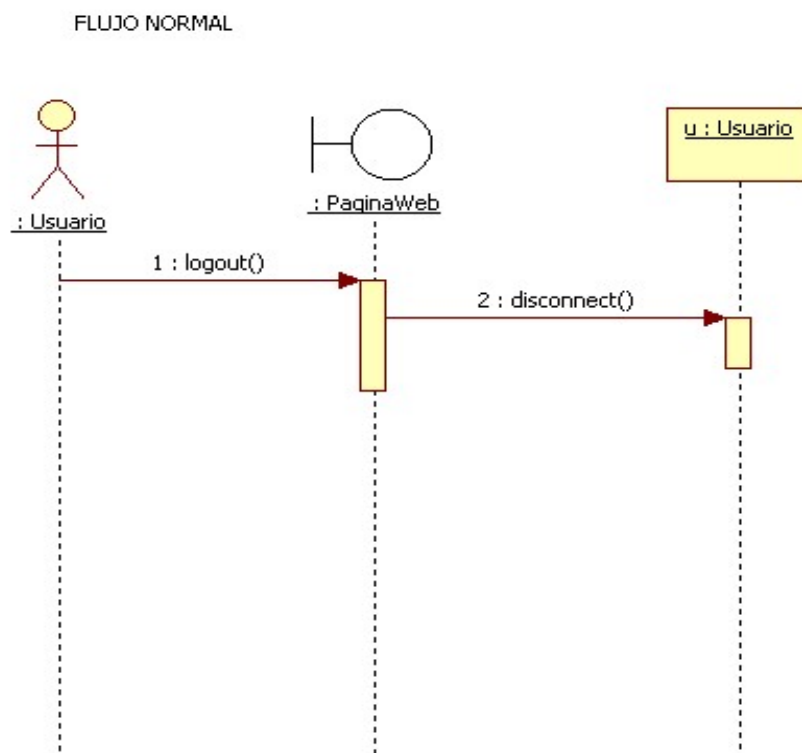 FLUJO NORMAL
: Usuario
: PaginaWeb
u : Usuario
1 : logout()
2 : disconnect()